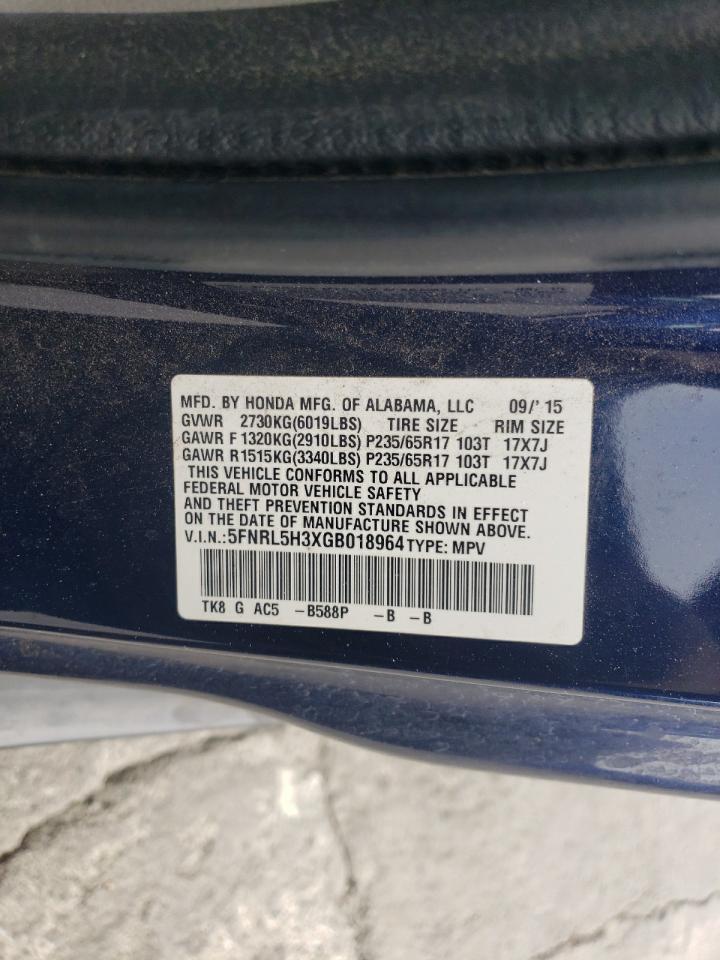 MFD. BY HONDA MFG. OF ALABAMA, LLC 09/' 15
GVWR 2730KG(6019LBS) TIRE SIZE RIM SIZE
GAWR F1320KG(2910LBS) P235/65R17 103T 17X7J
GAWR R1515KG(3340LBS) P235/65R17 103T 17X7J
THIS VEHICLE CONFORMS TO ALL APPLICABLE
FEDERAL MOTOR VEHICLE SAFETY
AND THEFT PREVENTION STANDARDS IN EFFECT
ON THE DATE OF MANUFACTURE SHOWN ABOVE.
V.I.N.:5FNRL5H3XGB018964 TYPE: MPV
TK8 G AC5 -B588P -B -B